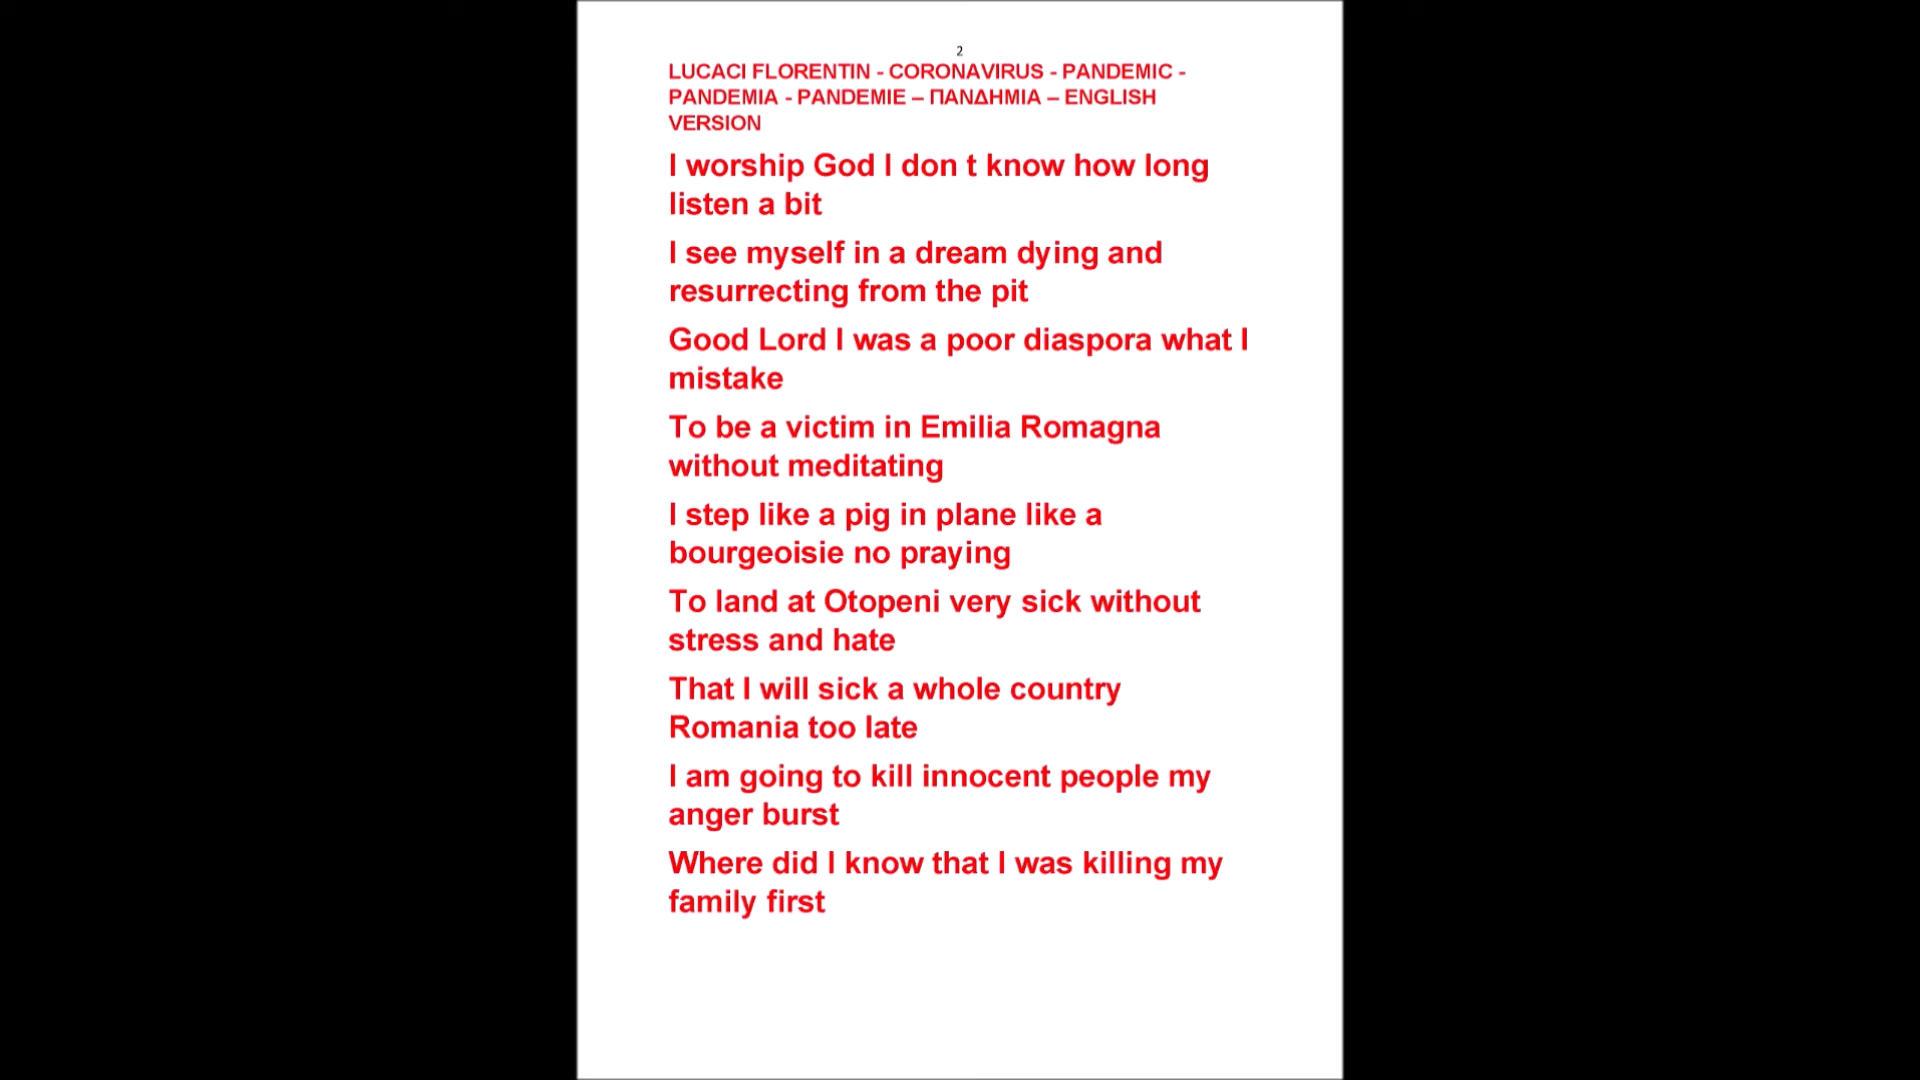 2
LUCACI FLORENTIN - CORONAVIRUS - PANDEMIC -
PANDEMIA - PANDEMIE – ΠΑΝΔΗΜΙΑ – ENGLISH
VERSION
I worship God I don t know how long
listen a bit
I see myself in a dream dying and
resurrecting from the pit
Good Lord I was a poor diaspora what I
mistake
To be a victim in Emilia Romagna
without meditating
I step like a pig in plane like a
bourgeoisie no praying
To land at Otopeni very sick without
stress and hate
That I will sick a whole country
Romania too late
I am going to kill innocent people my
anger burst
Where did I know that I was killing my
family first